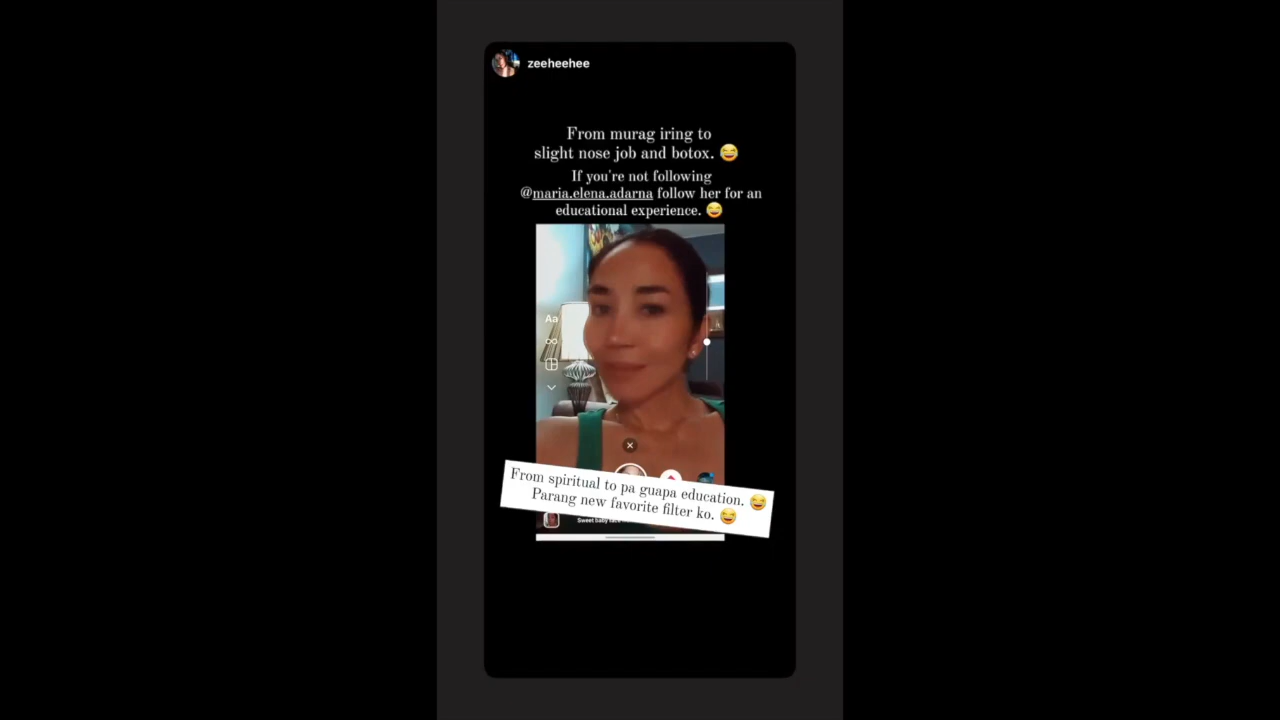 zeeheehee
From murag iring to
slight nose job and botox. 😂
If you're not following
@maria.elena.adarna follow her for an
educational experience. 😂
Aa
From spiritual to pa guapa education. 😂
Parang new favorite filter ko. 😂
Sweet baby face